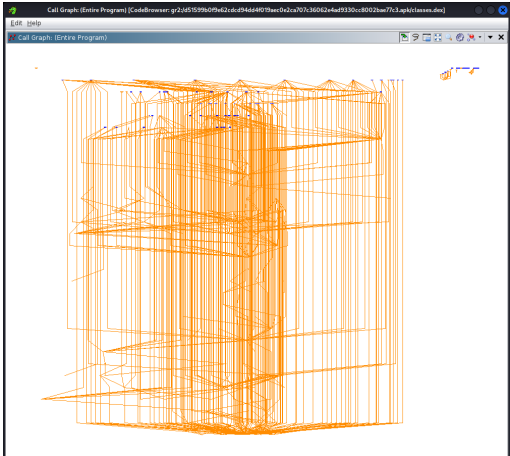 Call Graph: (Entire Program) [CodeBrowser: gr2:/d51599b0f9e62cdcd94dd4f019aec0e2ca707c36062e4ad9330cc8002bae77c3.apk/classes.dex]
Edit Help
Call Graph: (Entire Program)